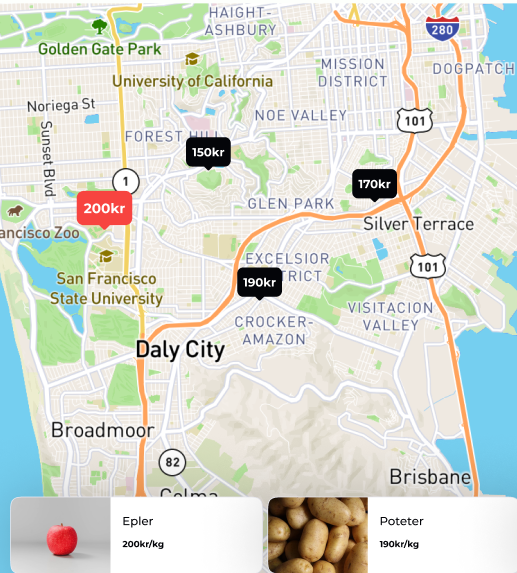 HAIGHT-
ASHBURY
280
Golden Gate Park
MISSION
DISTRICT
DOGPATCH
University of California
Noriega St
NOE VALLEY
101
Sunset Blvd
FOREST HILL
150kr
1
170kr
200kr
GLEN PARK
Silver Terrace
ancisco Zoo
EXCELSIOR
TRICT
101
San Francisco
State University
190kr
VISITACION
VALLEY
CROCKER-
AMAZON
Daly City
Broadmoor
82
Brisbane
Colma
Epler
200kr/kg
Poteter
190kr/kg